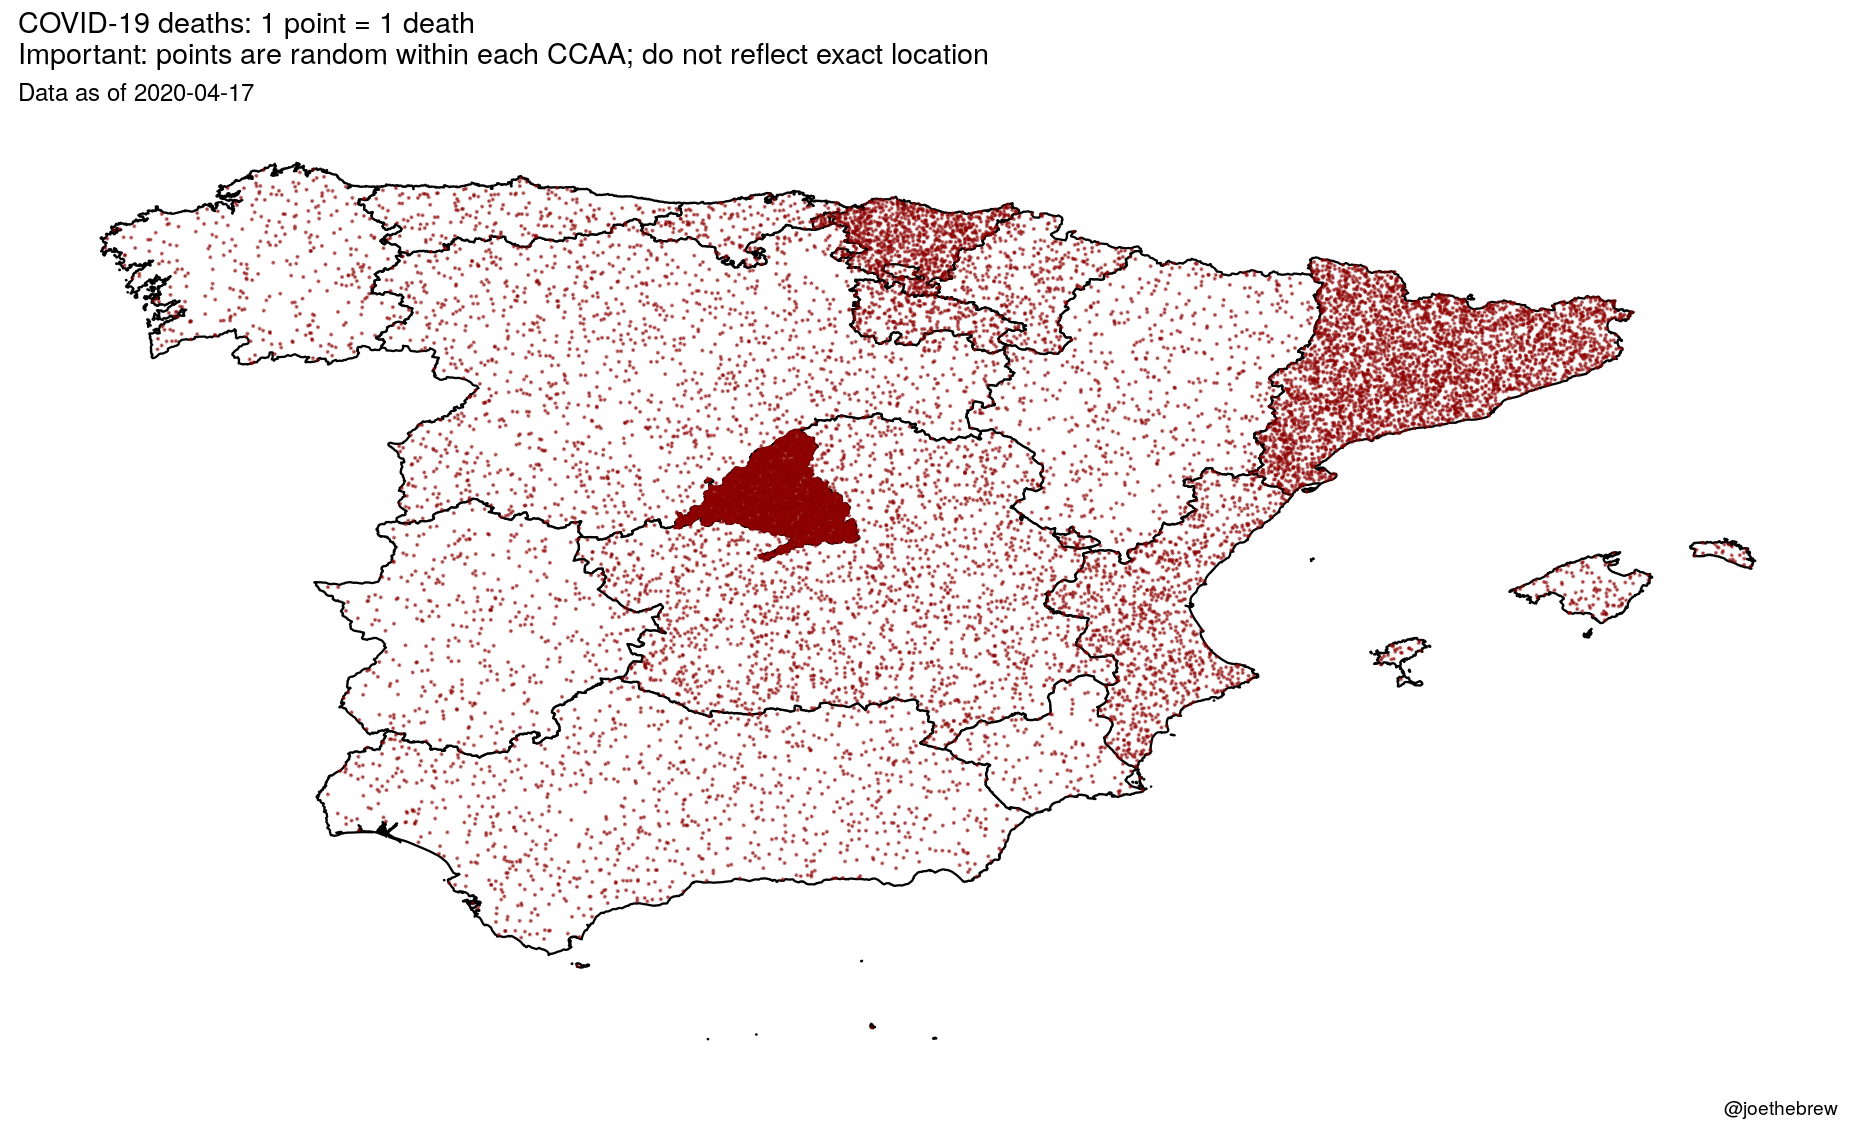 COVID-19 deaths: 1 point = 1 death
Important: points are random within each CCAA; do not reflect exact location
Data as of 2020-04-17
@joethebrew